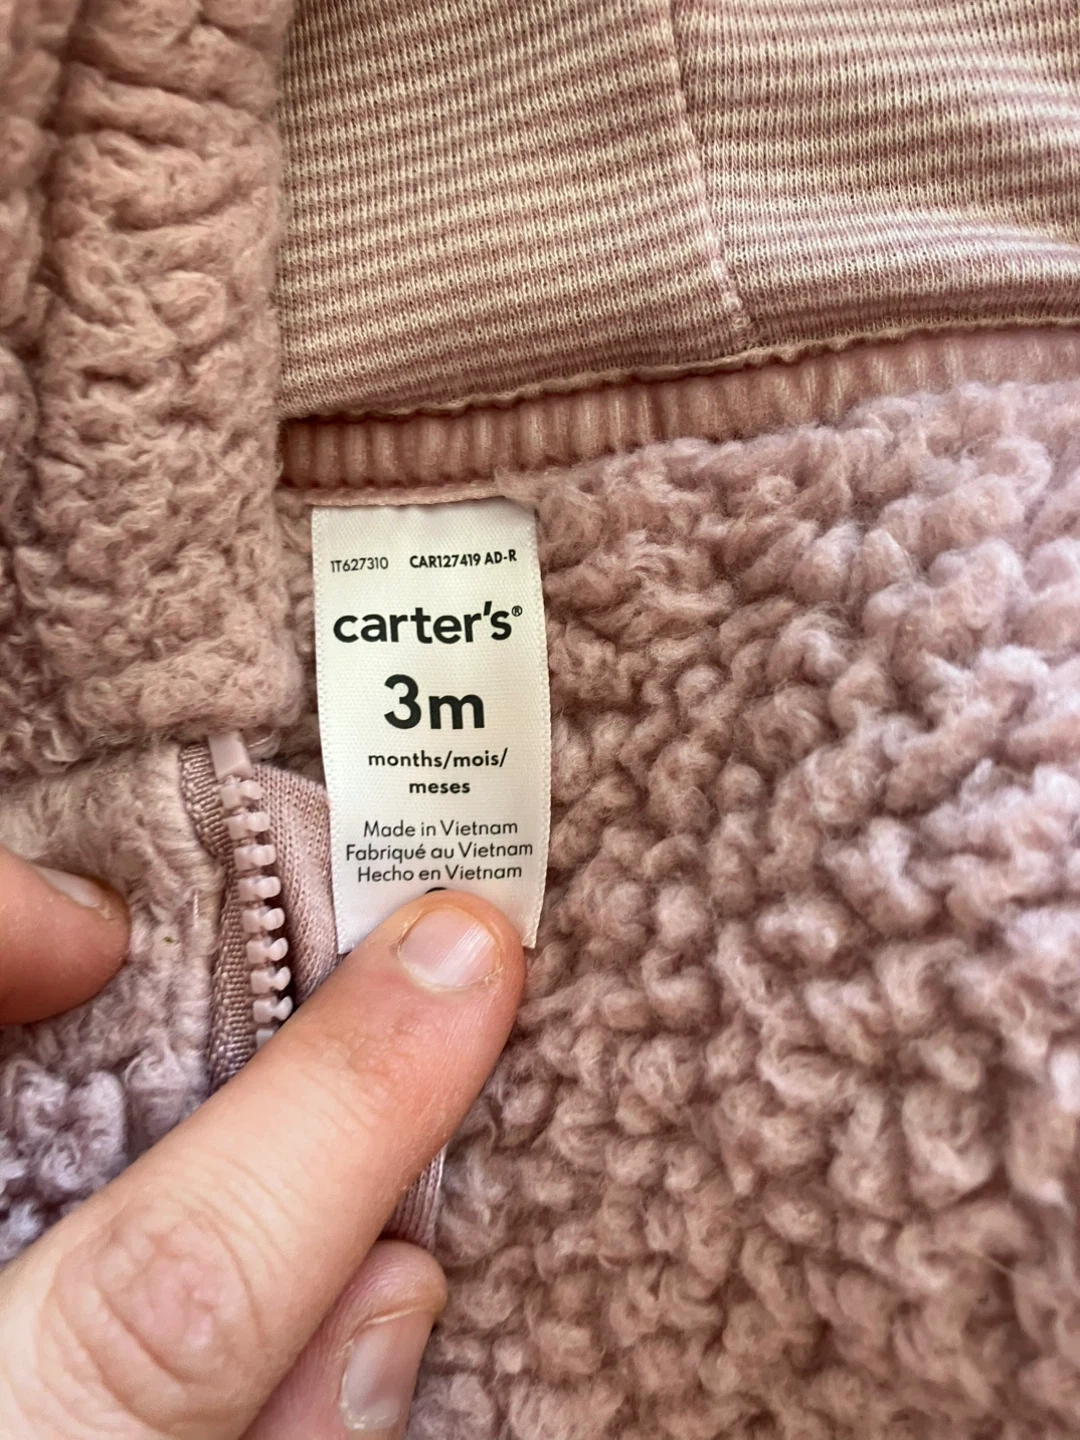 1T627310 CAR127419 AD-R
carter's®
3m
months/mois/
meses
Made in Vietnam
Fabriqué au Vietnam
Hecho en Vietnam